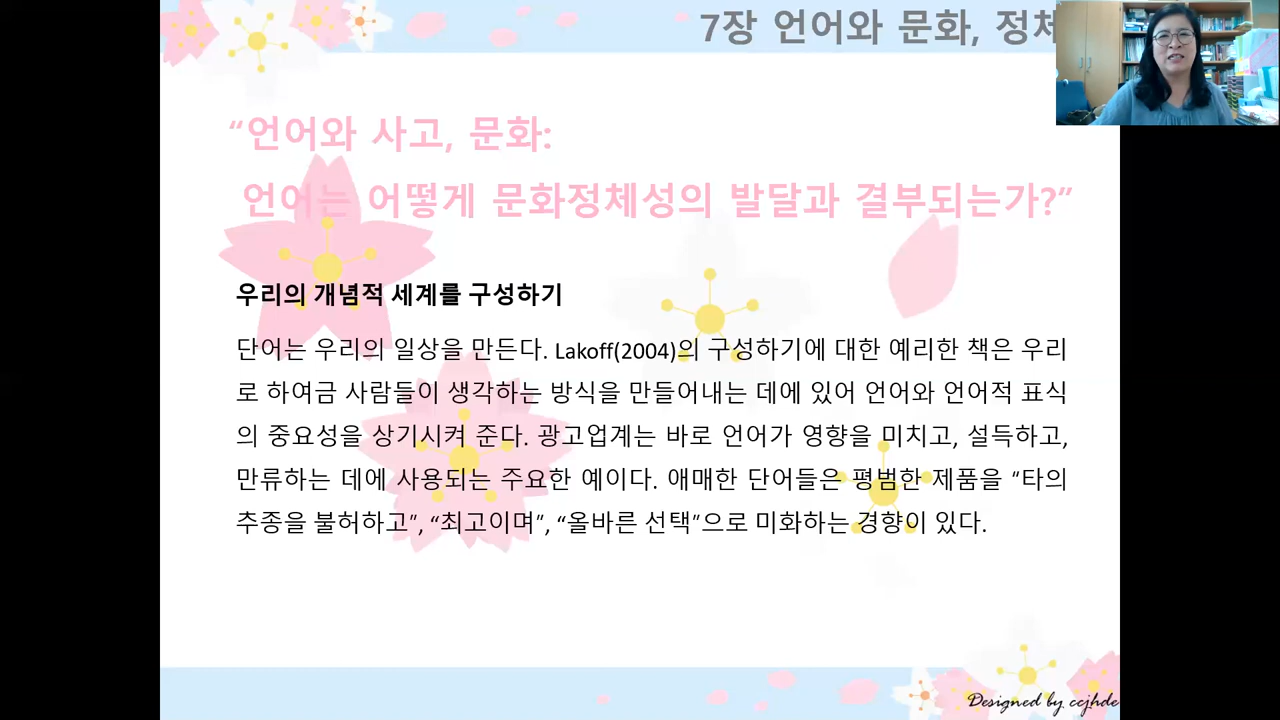 7장 언어와 문화, 정체
“언어와 사고, 문화:
언어는 어떻게 문화정체성의 발달과 결부되는가?”
우리의 개념적 세계를 구성하기
단어는 우리의 일상을 만든다. Lakoff(2004)의 구성하기에 대한 예리한 책은 우리
로 하여금 사람들이 생각하는 방식을 만들어내는 데에 있어 언어와 언어적 표식
의 중요성을 상기시켜 준다. 광고업계는 바로 언어가 영향을 미치고, 설득하고,
만류하는 데에 사용되는 주요한 예이다. 애매한 단어들은 평범한 제품을 “타의
추종을 불허하고”, “최고이며”, “올바른 선택”으로 미화하는 경향이 있다.
Designed by ccjhde